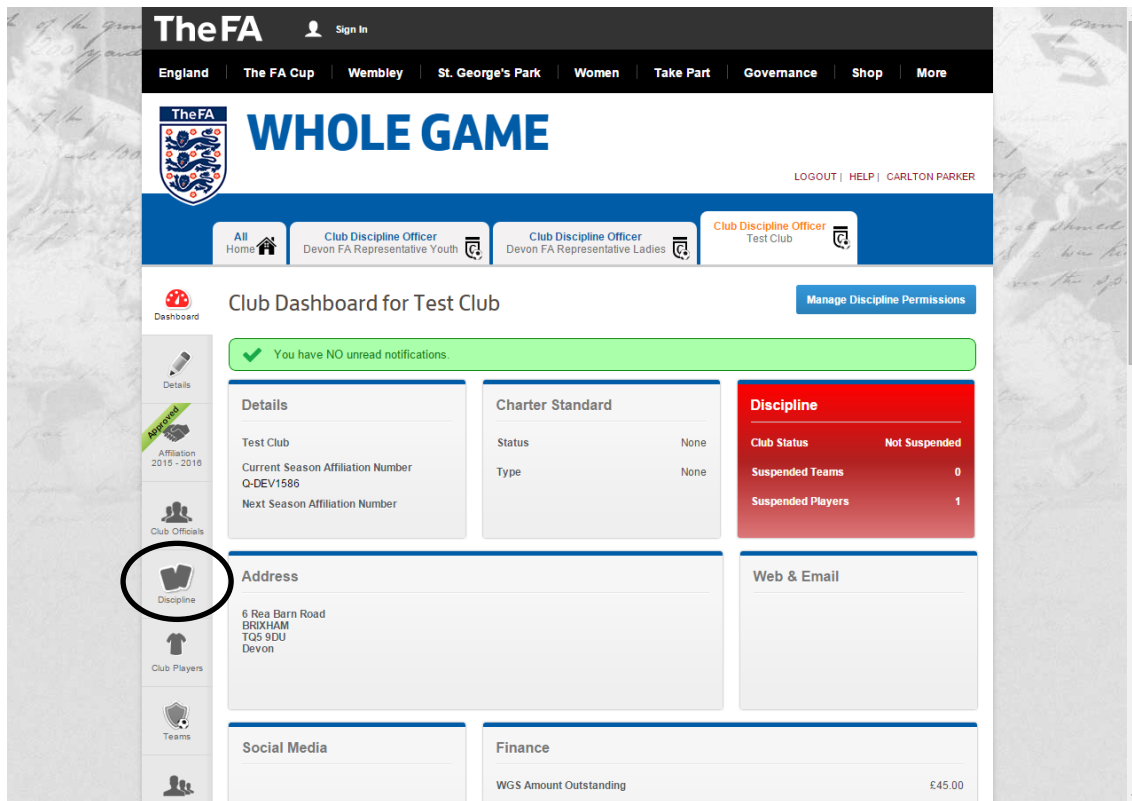 TheFA Sign In
England The FA Cup Wembley St. George's Park Women Take Part Governance Shop More
TheFA
WHOLE GAME
LOGOUT | HELP | CARLTON PARKER
All
Home
Club Discipline Officer
Devon FA Representative Youth
Club Discipline Officer
Devon FA Representative Ladies
Club Discipline Officer
Test Club
Dashboard
Details
Approved
Affiliation
2015 - 2016
Club Officials
Discipline
Club Players
Teams
Club Dashboard for Test Club
Manage Discipline Permissions
You have NO unread notifications.
Details
Test Club
Current Season Affiliation Number
Q-DEV1586
Next Season Affiliation Number
Charter Standard
Status None
Type None
Discipline
Club Status Not Suspended
Suspended Teams 0
Suspended Players 1
Address
6 Rea Barn Road
BRIXHAM
TQ5 9DU
Devon
Web & Email
Social Media
Finance
WGS Amount Outstanding £45.00